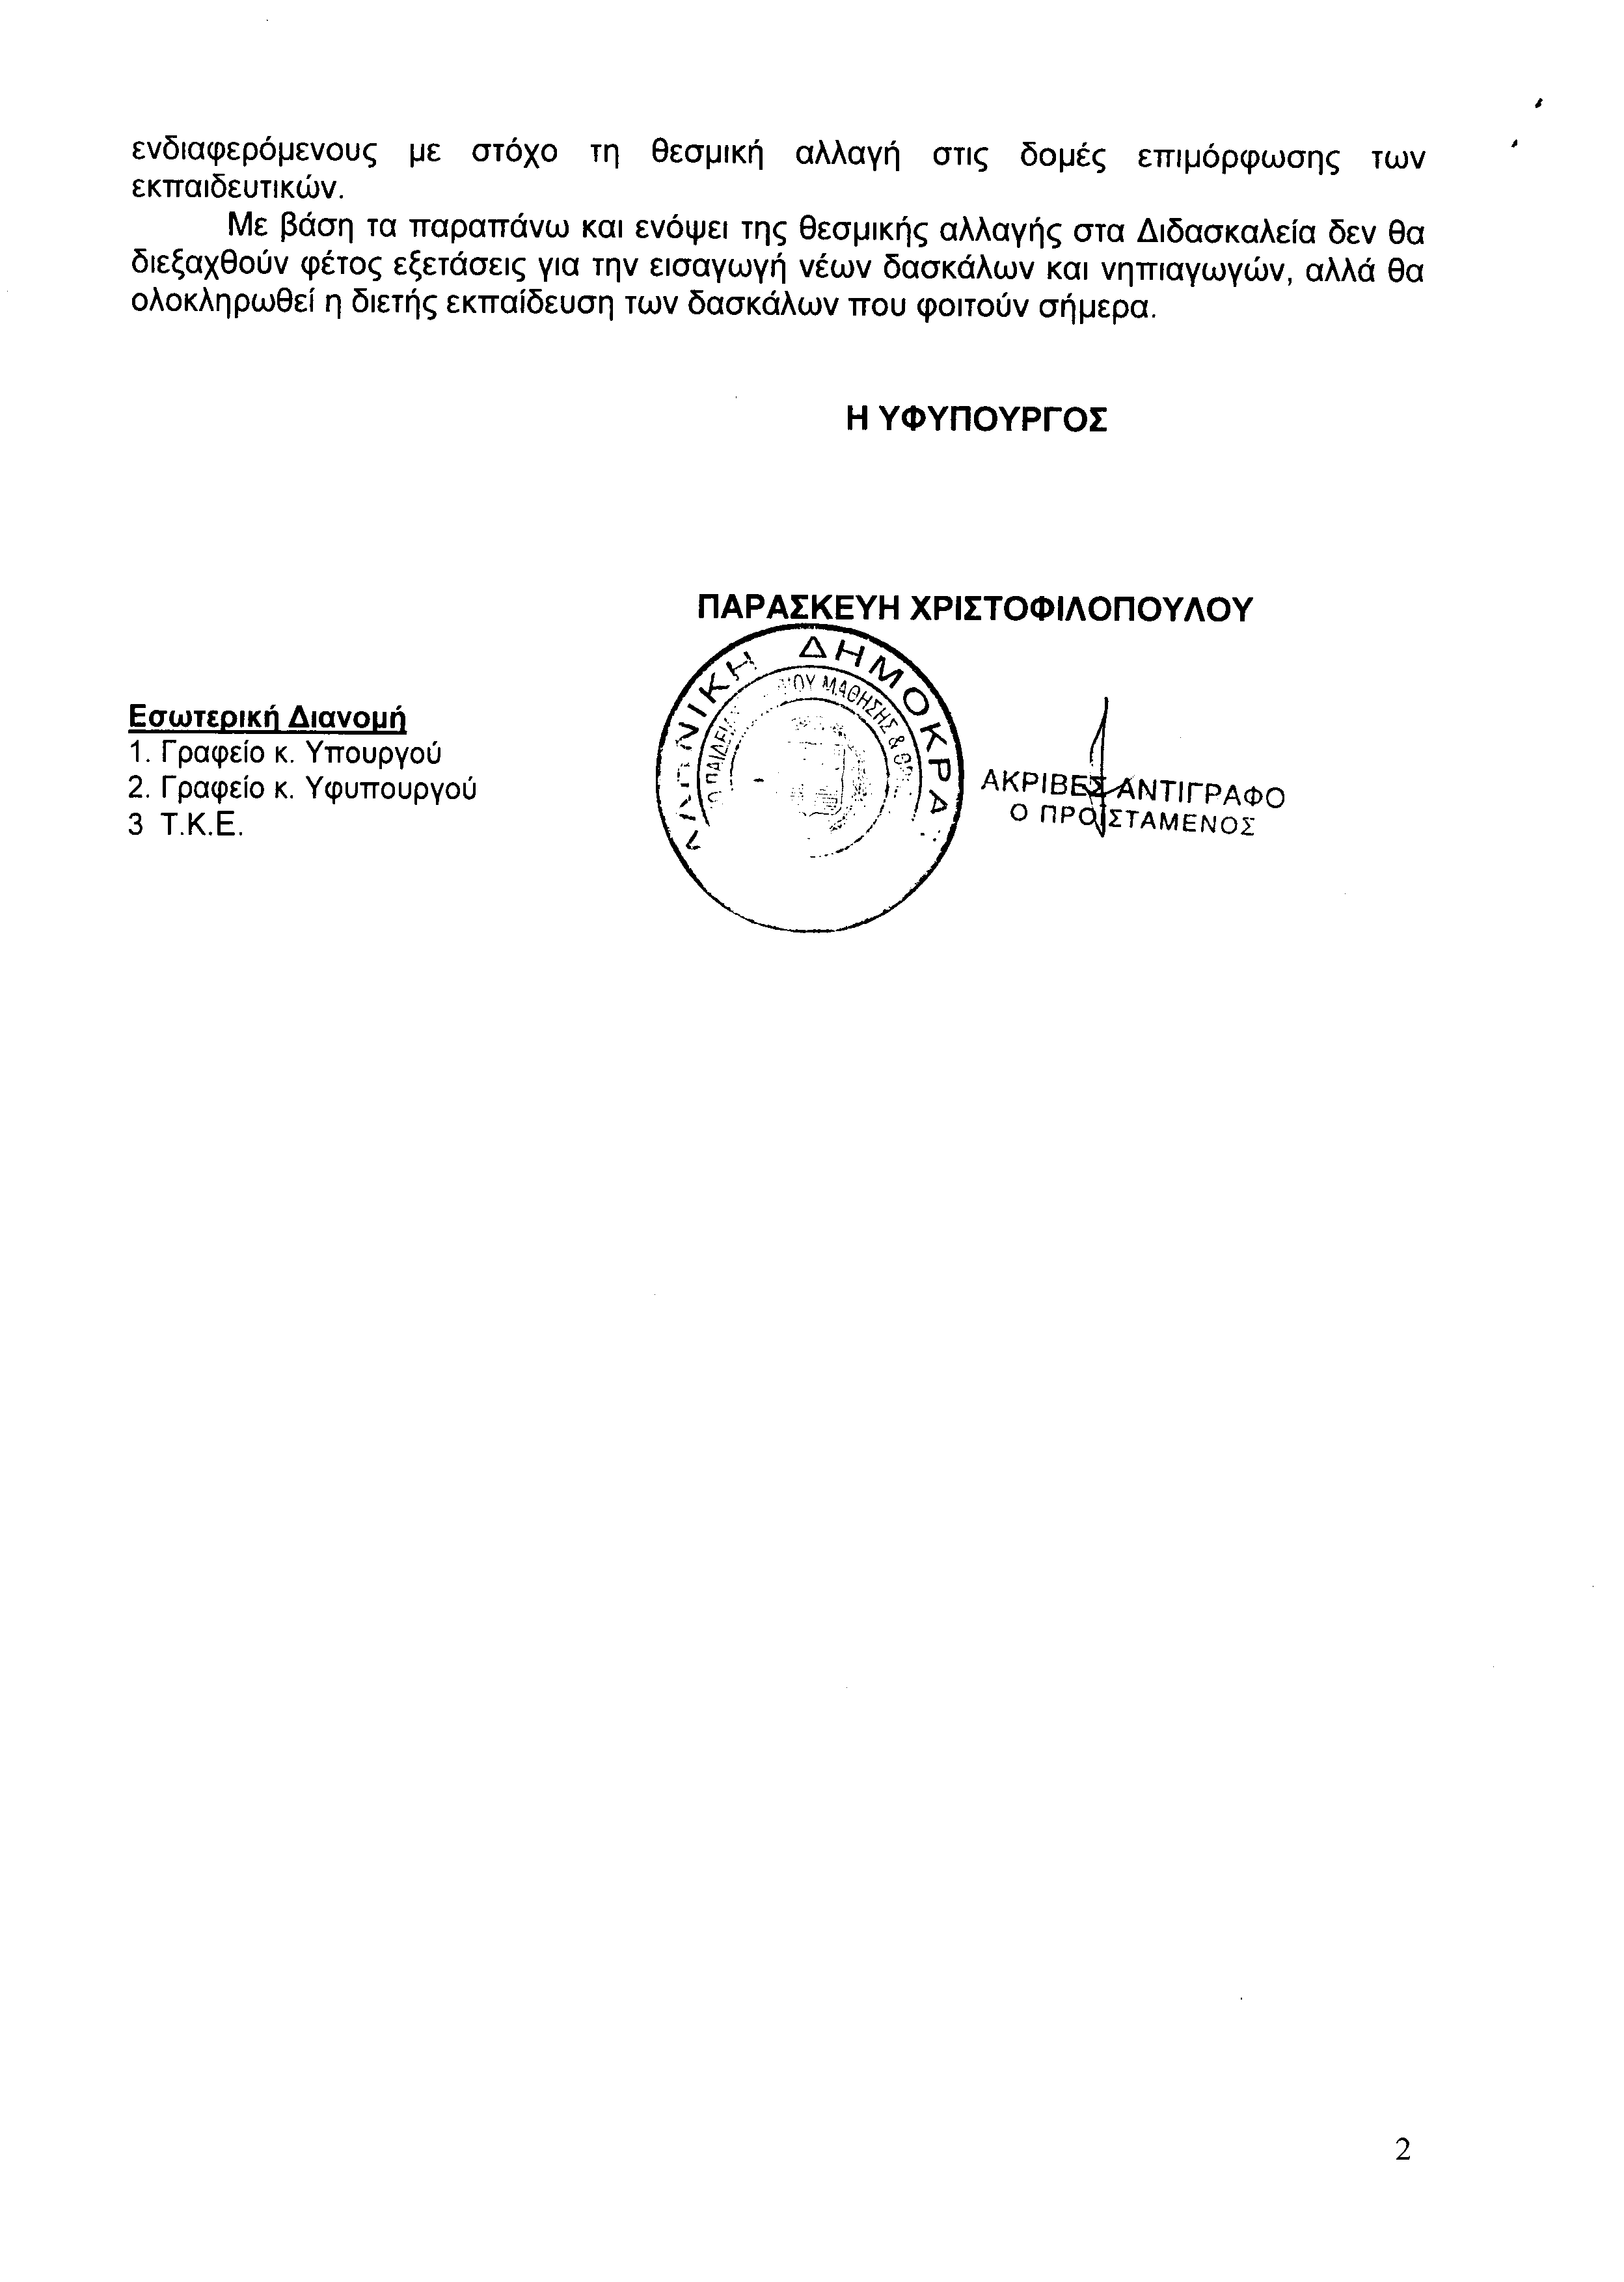 ενδιαφερόμενους με στόχο τη θεσμική αλλαγή στις δομές επιμόρφωσης των
εκπαιδευτικών.
Με βάση τα παραπάνω και ενόψει της θεσμικής αλλαγής στα Διδασκαλεία δεν θα
διεξαχθούν φέτος εξετάσεις για την εισαγωγή νέων δασκάλων και νηπιαγωγών, αλλά θα
ολοκληρωθεί η διετής εκπαίδευση των δασκάλων που φοιτούν σήμερα.
Η ΥΦΥΠΟΥΡΓΟΣ
ΠΑΡΑΣΚΕΥΗ ΧΡΙΣΤΟΦΙΛΟΠΟΥΛΟΥ
ΔΗΜΟΚΡΑ
ΜΑΘΗΣΗΣ &
Εσωτερική Διανομή
1. Γραφείο κ. Υπουργού
2. Γραφείο κ. Υφυπουργού
3 Τ.Κ.Ε.
ΑΚΡΙΒΕΣ ΑΝΤΙΓΡΑΦΟ
Ο ΠΡΟΪΣΤΑΜΕΝΟΣ
2